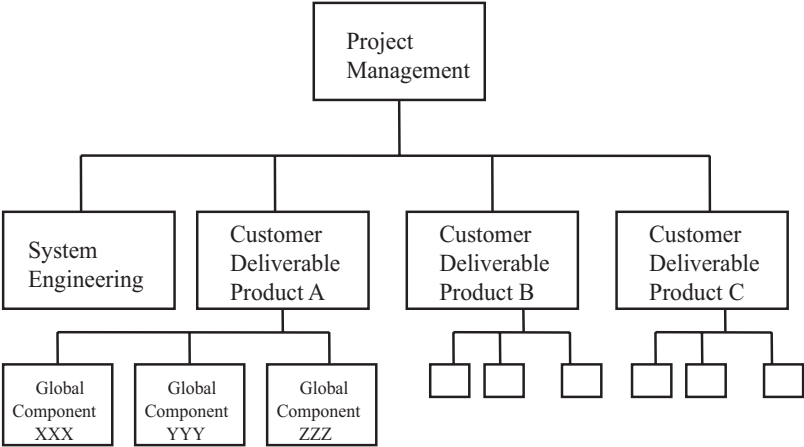 Project
Management
System
Engineering
Customer
Deliverable
Product A
Customer
Deliverable
Product B
Customer
Deliverable
Product C
Global
Component
XXX
Global
Component
YYY
Global
Component
ZZZ